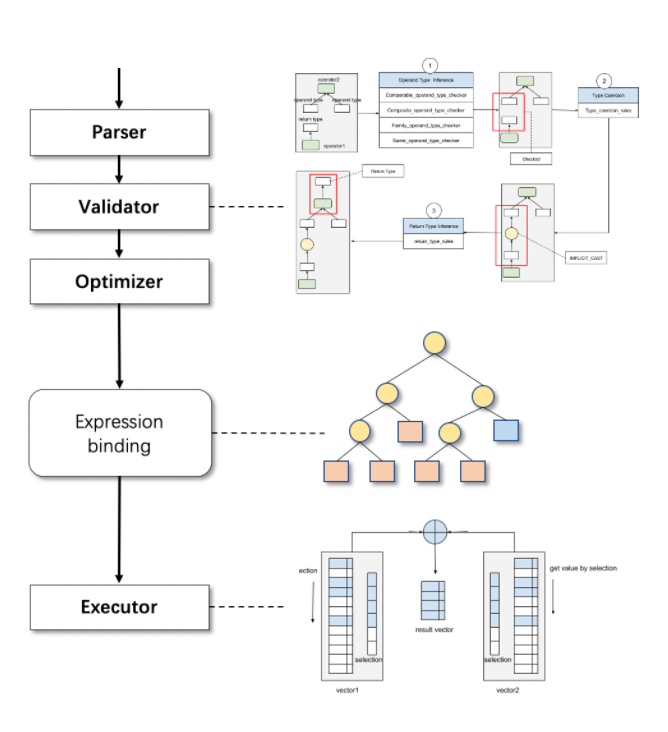 Parser
Validator
Optimizer
Expression
binding
Executor
operator2
operand type
operand type
return type
operator1
1
Operand Type Inference
Comparable_operand_type_checker
Composite_operand_type_checker
Family_operand_type_checker
Same_operand_type_checker
Checked
2
Type Coersion
Type_coersion_rules
Return Type
3
Return Type Inference
return_type_rules
IMPLICIT_CAST
ection
selection
vector1
result vector
get value by selection
selection
vector2